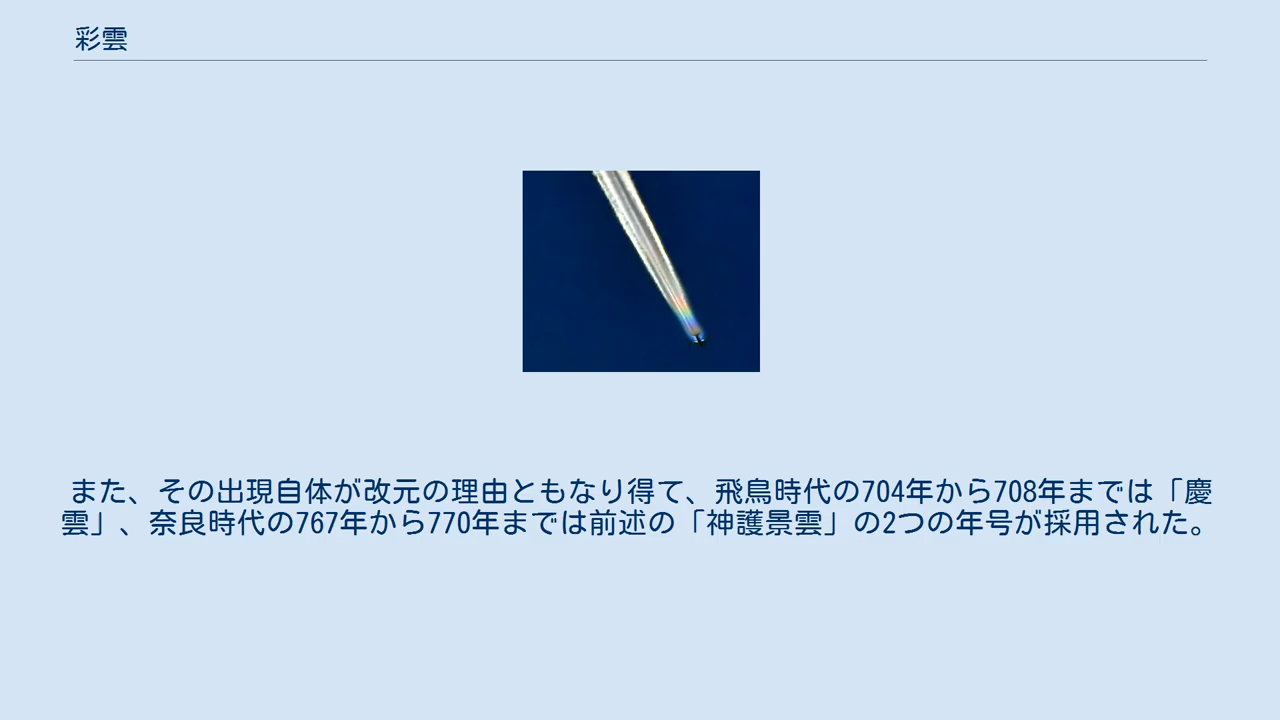 彩雲
また、その出現自体が改元の理由ともなり得て、飛鳥時代の704年から708年までは「慶
雲」、奈良時代の767年から770年までは前述の「神護景雲」の2つの年号が採用された。